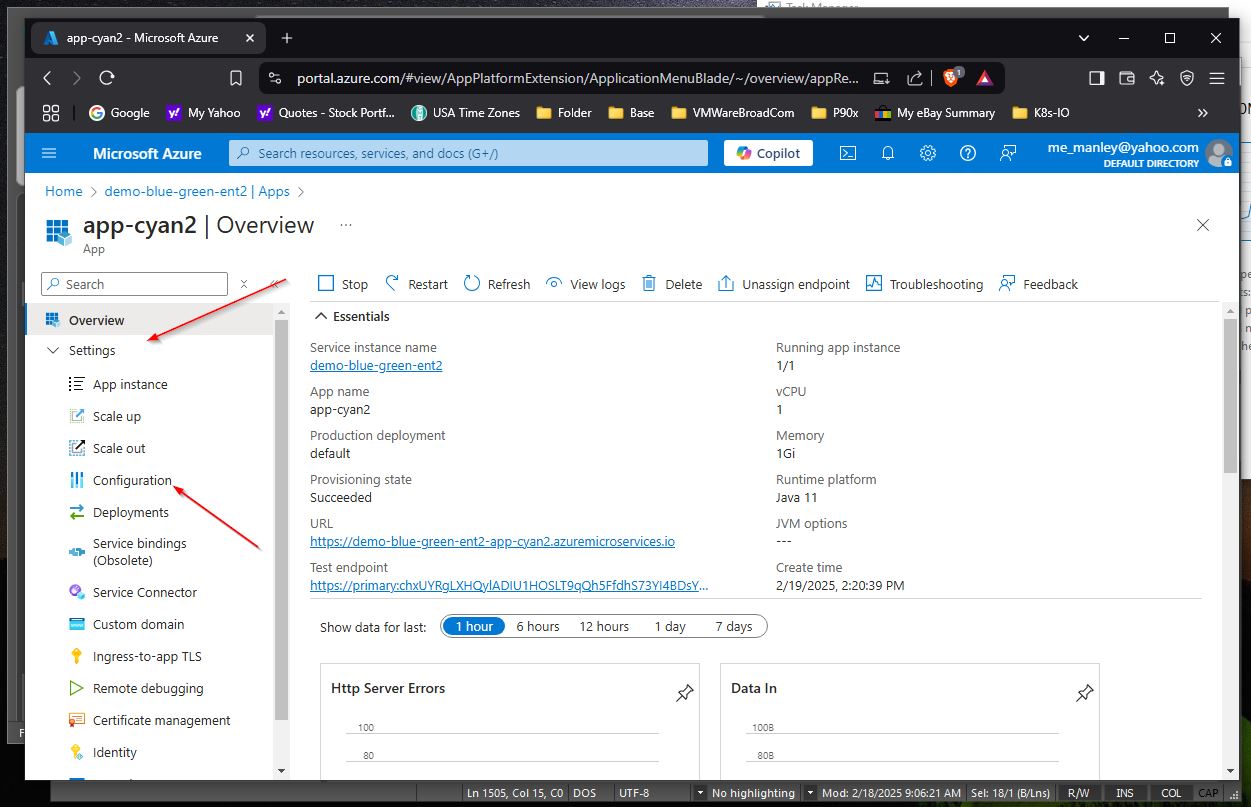 Task Manager
app-cyan2 - Microsoft Azure
portal.azure.com/#view/AppPlatformExtension/ApplicationMenuBlade/~/overview/appRe...
1
Google
My Yahoo
Quotes - Stock Portf...
USA Time Zones
Folder
Base
VMWareBroadCom
P90x
My eBay Summary
K8s-IO
Microsoft Azure
Search resources, services, and docs (G+/)
Copilot
me_manley@yahoo.com
DEFAULT DIRECTORY
Home > demo-blue-green-ent2 | Apps >
app-cyan2 | Overview ...
App
Search
Overview
Settings
App instance
Scale up
Scale out
Configuration
Deployments
Service bindings
(Obsolete)
Service Connector
Custom domain
Ingress-to-app TLS
Remote debugging
Certificate management
Identity
Stop
Restart
Refresh
View logs
Delete
Unassign endpoint
Troubleshooting
Feedback
Essentials
Service instance name
demo-blue-green-ent2
App name
app-cyan2
Production deployment
default
Provisioning state
Succeeded
URL
https://demo-blue-green-ent2-app-cyan2.azuremicroservices.io
Test endpoint
Running app instance
1/1
vCPU
1
Memory
1Gi
Runtime platform
Java 11
JVM options
---
Create time
2/19/2025, 2:20:39 PM
Show data for last:
1 hour
6 hours
12 hours
1 day
7 days
Http Server Errors
100
80
Data In
100B
80B
Ln 1505, Col 15, C0
DOS
UTF-8
No highlighting
Mod: 2/18/2025 9:06:21 AM
Sel: 18/1 (B/Lns)
R/W
INS
COL
CAP